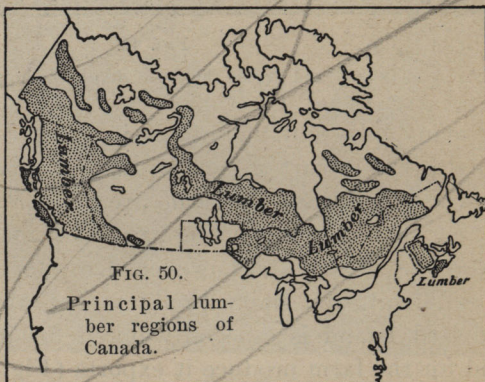 Lumber
Lumber
Lumber
Lumber
FIG. 50.
Principal lum-
ber regions of
Canada.